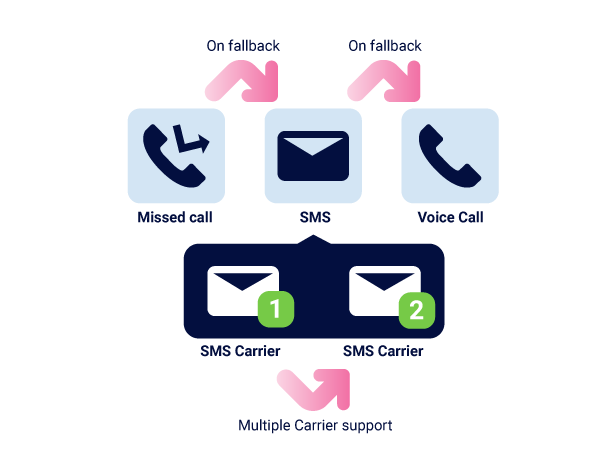 On fallback
On fallback
Missed call
SMS
Voice Call
1
2
SMS Carrier
SMS Carrier
Multiple Carrier support